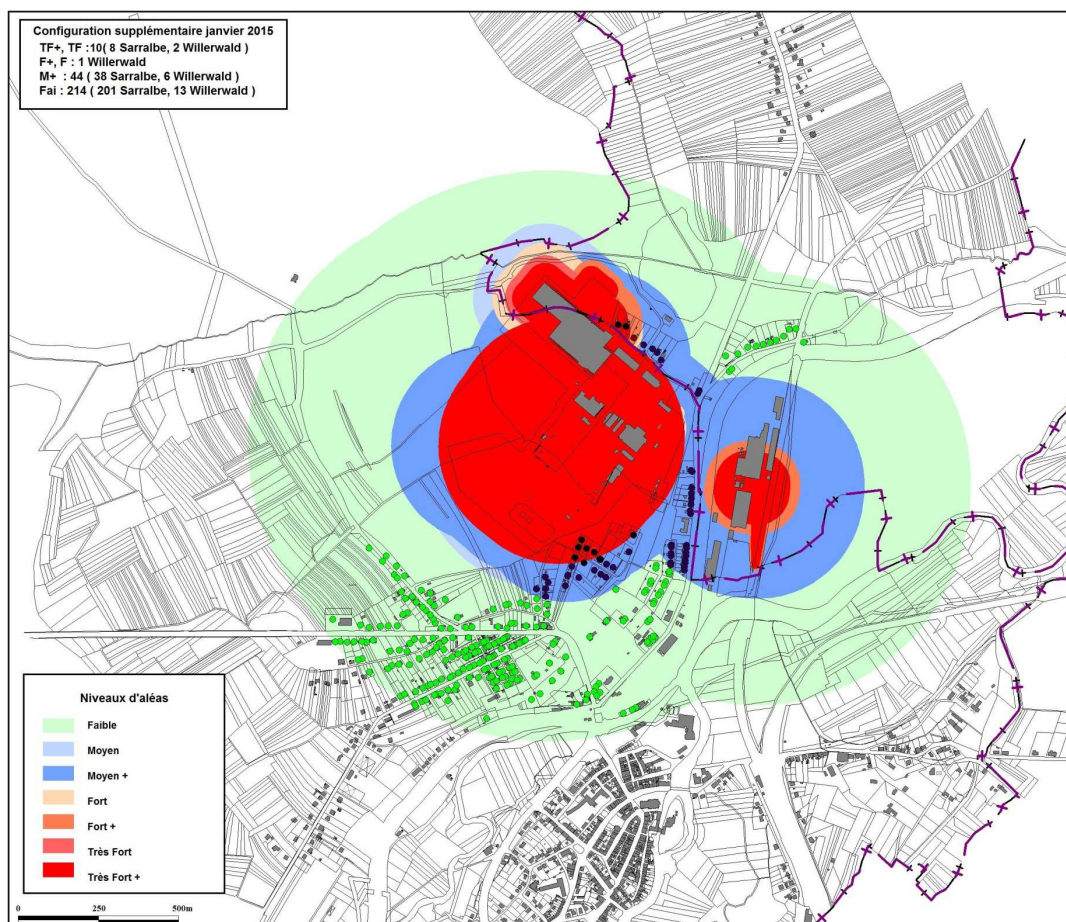 Configuration supplémentaire janvier 2015
TF+, TF :10( 8 Sarralbe, 2 Willerwald )
F+, F : 1 Willerwald
M+ : 44 ( 38 Sarralbe, 6 Willerwald )
Fai : 214 ( 201 Sarralbe, 13 Willerwald )
Niveaux d'aléas
Faible
Moyen
Moyen +
Fort
Fort +
Très Fort
Très Fort +
0 250 500m